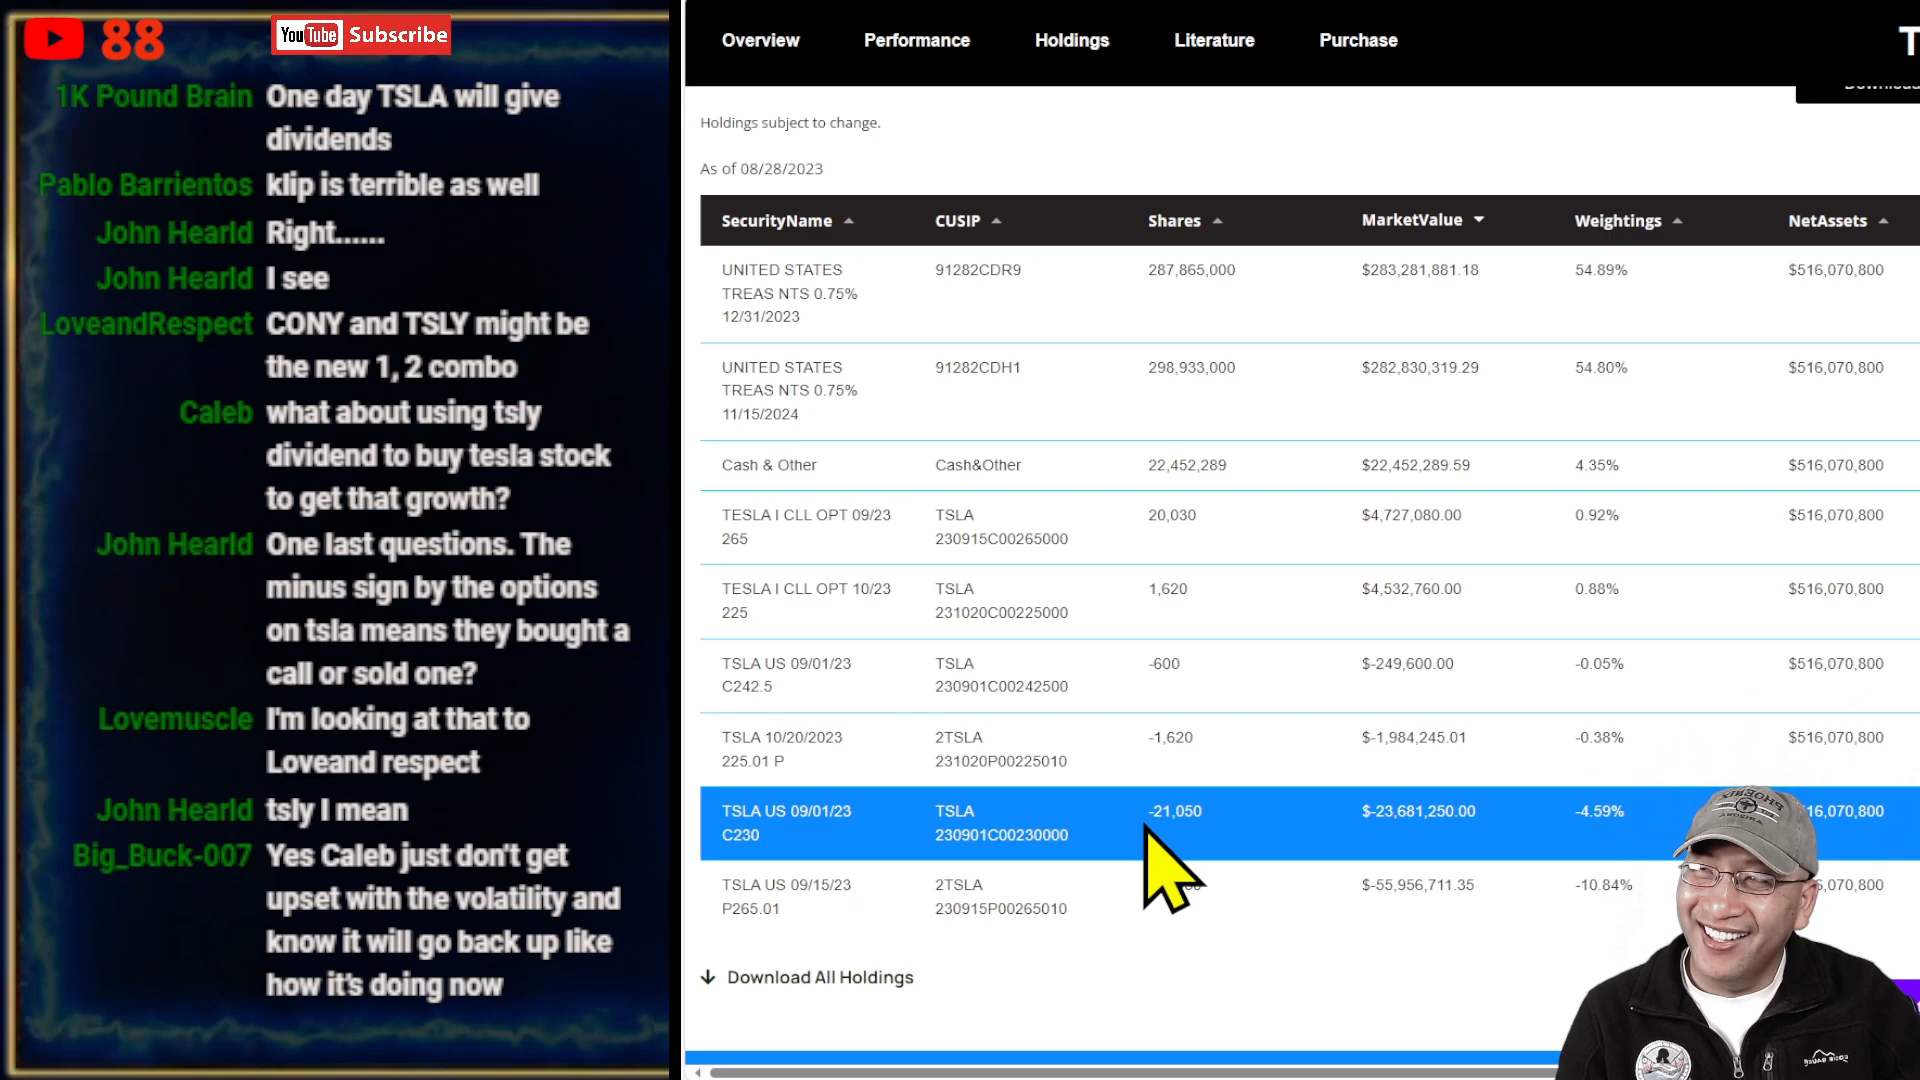 88
YouTube Subscribe
1K Pound Brain One day TSLA will give
dividends
Pablo Barrientos klip is terrible as well
John Hearld Right......
John Hearld I see
LoveandRespect CONY and TSLY might be
the new 1, 2 combo
Caleb what about using tsly
dividend to buy tesla stock
to get that growth?
John Hearld One last questions. The
minus sign by the options
on tsla means they bought a
call or sold one?
Lovemuscle I'm looking at that to
Loveand respect
John Hearld tsly I mean
Big_Buck-007 Yes Caleb just don't get
upset with the volatility and
know it will go back up like
how it's doing now
Overview Performance Holdings Literature Purchase T
Holdings subject to change.
As of 08/28/2023
SecurityName CUSIP Shares MarketValue Weightings NetAssets
UNITED STATES 91282CDR9 287,865,000 $283,281,881.18 54.89% $516,070,800
TREAS NTS 0.75%
12/31/2023
UNITED STATES 91282CDH1 298,933,000 $282,830,319.29 54.80% $516,070,800
TREAS NTS 0.75%
11/15/2024
Cash & Other Cash&Other 22,452,289 $22,452,289.59 4.35% $516,070,800
TESLA I CLL OPT 09/23 TSLA 20,030 $4,727,080.00 0.92% $516,070,800
265 230915C00265000
TESLA I CLL OPT 10/23 TSLA 1,620 $4,532,760.00 0.88% $516,070,800
225 231020C00225000
TSLA US 09/01/23 TSLA -600 $-249,600.00 -0.05% $516,070,800
C242.5 230901C00242500
TSLA 10/20/2023 2TSLA -1,620 $-1,984,245.01 -0.38% $516,070,800
225.01 P 231020P00225010
TSLA US 09/01/23 TSLA -21,050 $-23,681,250.00 -4.59% 16,070,800
C230 230901C00230000
TSLA US 09/15/23 2TSLA $-55,956,711.35 -10.84% 6,070,800
P265.01 230915P00265010
Download All Holdings